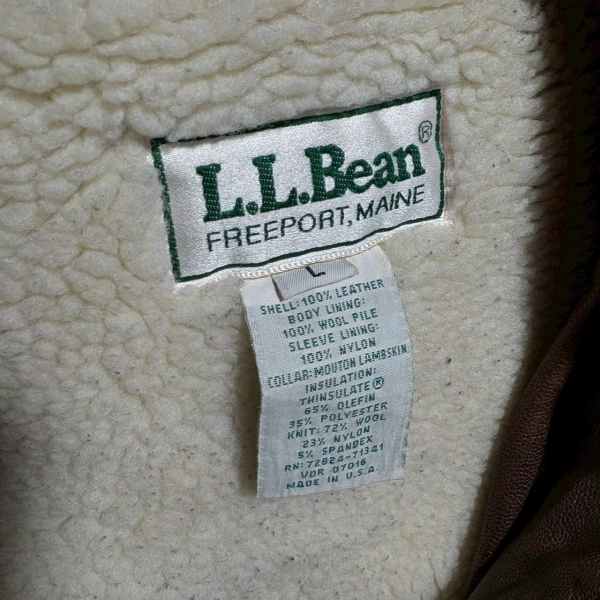 L.L.Bean®
FREEPORT, MAINE
L
SHELL: 100% LEATHER
BODY LINING:
100% WOOL PILE
SLEEVE LINING:
100% NYLON
COLLAR: MOUTON LAMBSKIN
INSULATION:
THINSULATE®
65% OLEFIN
35% POLYESTER
KNIT: 72% WOOL
23% NYLON
5% SPANDEX
RN: 72824-71341
VDR 07016
MADE IN U.S.A.